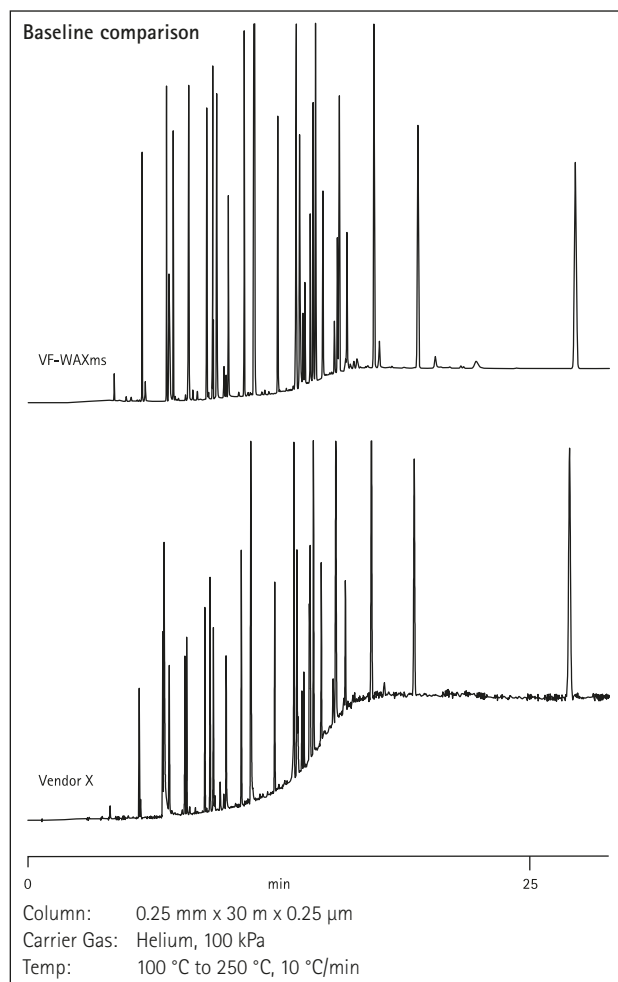 Baseline comparison
VF-WAXms
Vendor X
0 min 25
Column: 0.25 mm x 30 m x 0.25 µm
Carrier Gas: Helium, 100 kPa
Temp: 100 °C to 250 °C, 10 °C/min